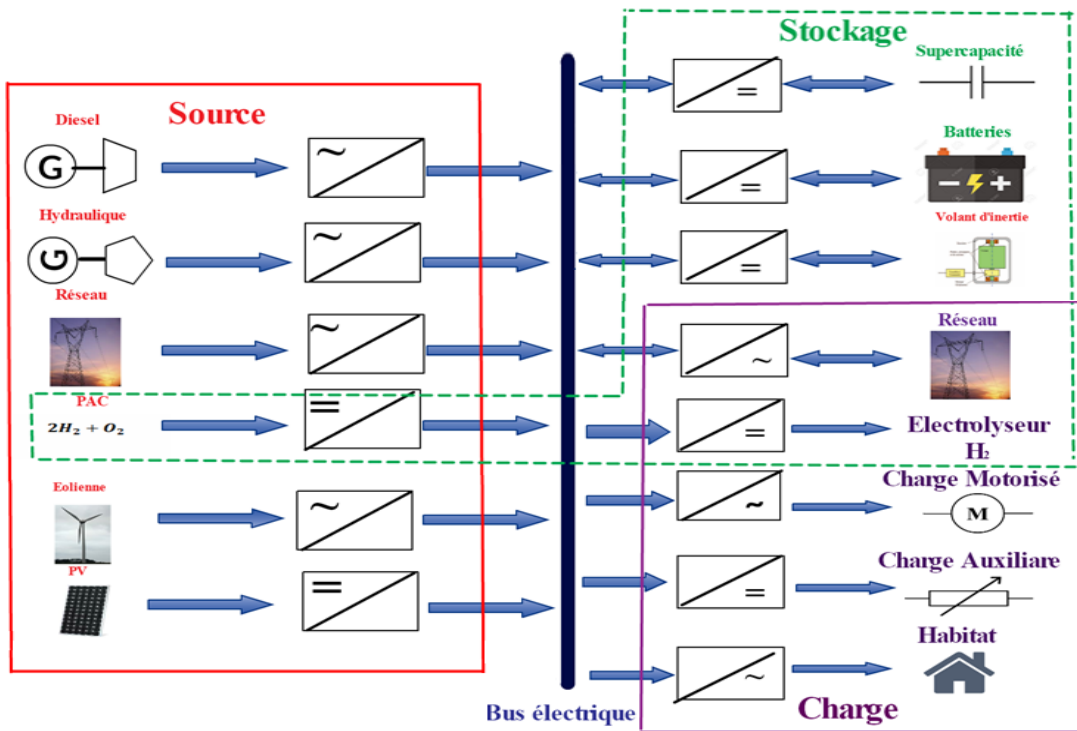 Stockage
Supercapacité
Source
Diesel
G
~
=
Batteries
=
Hydraulique
G
~
Volant d'inertie
=
Réseau
~
Réseau
~
PAC
2H₂ + O₂
=
Electrolyseur
H₂
=
Eolienne
~
Charge Motorisé
M
~
PV
=
Charge Auxiliare
=
Habitat
~
Bus électrique
Charge